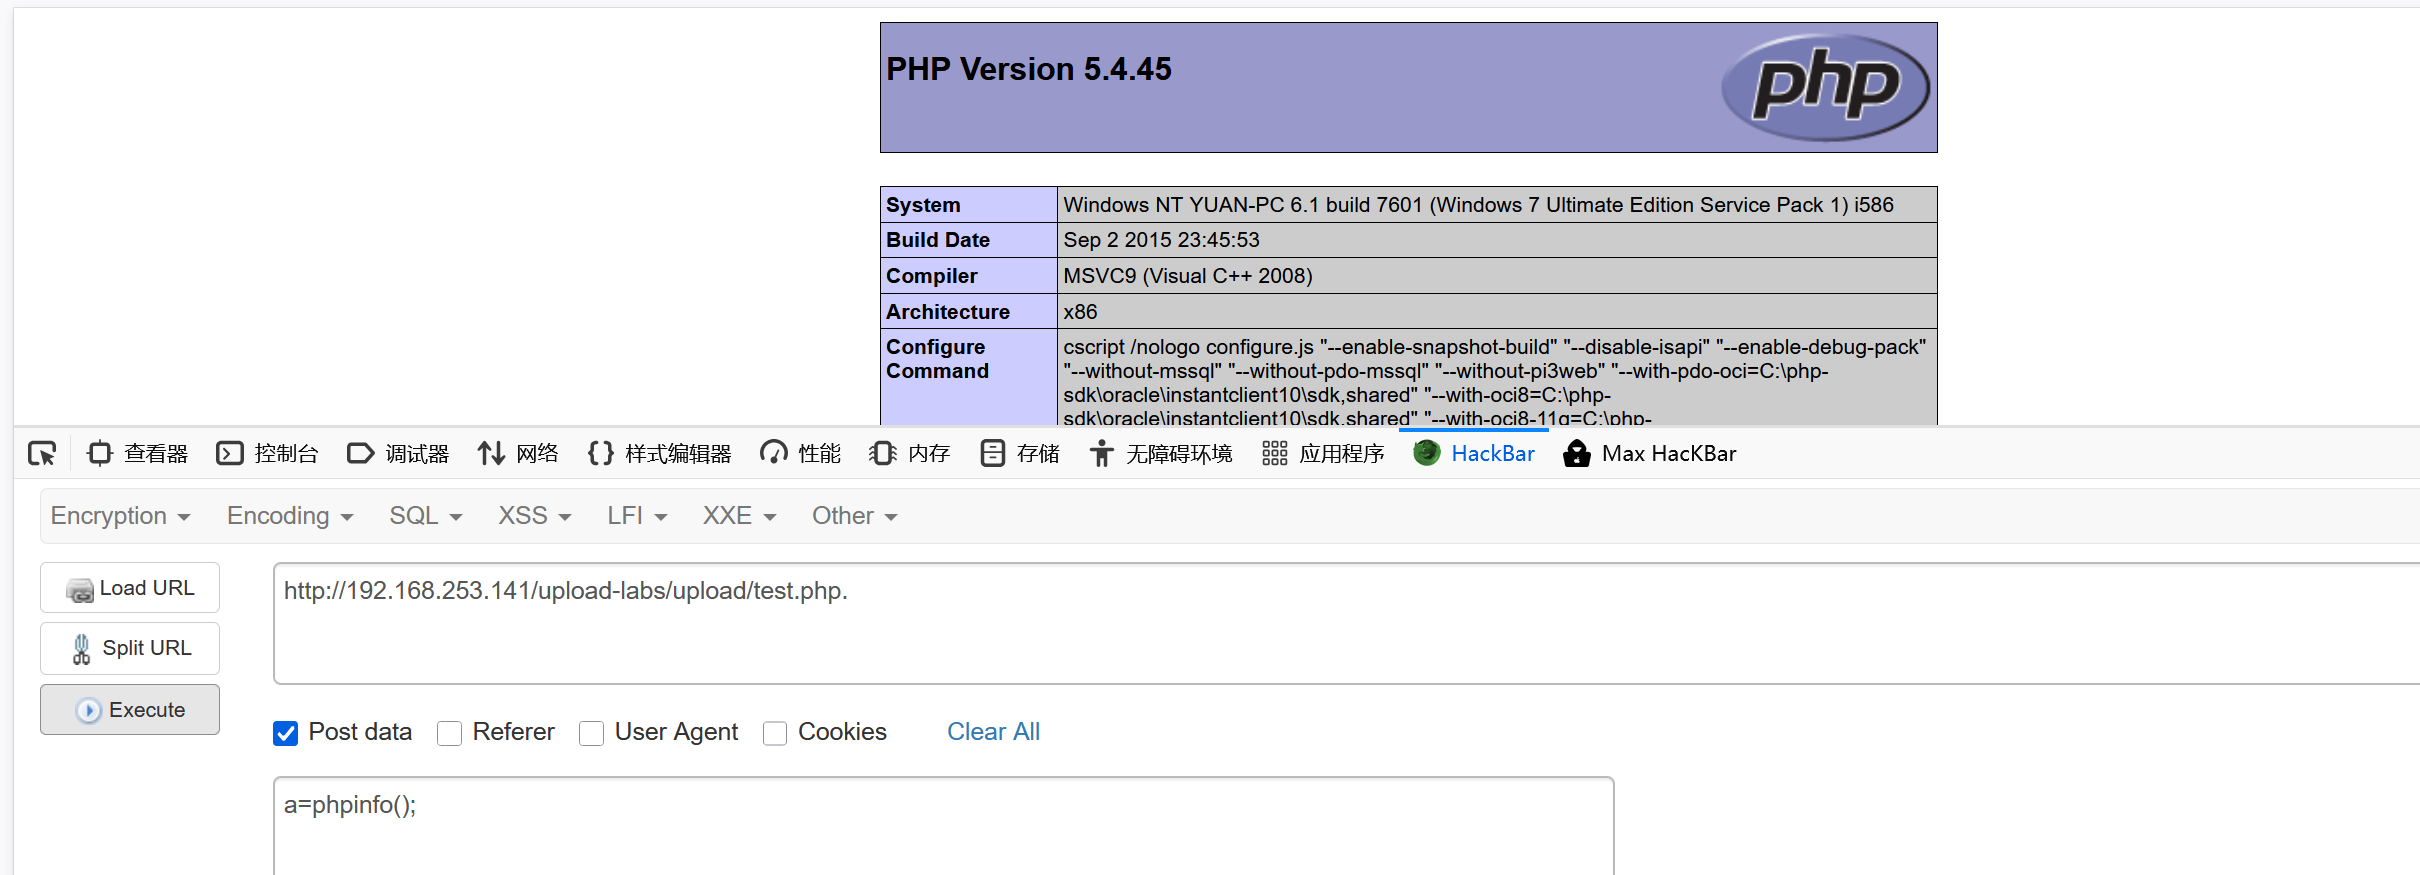 PHP Version 5.4.45
php
System Windows NT YUAN-PC 6.1 build 7601 (Windows 7 Ultimate Edition Service Pack 1) i586
Build Date Sep 2 2015 23:45:53
Compiler MSVC9 (Visual C++ 2008)
Architecture x86
Configure Command cscript /nologo configure.js "--enable-snapshot-build" "--disable-isapi" "--enable-debug-pack"
"--without-mssql" "--without-pdo-mssql" "--without-pi3web" "--with-pdo-oci=C:\php-
sdk\oracle\instantclient10\sdk,shared" "--with-oci8=C:\php-
sdk\oracle\instantclient10\sdk,shared" "--with-oci8-11g=C:\php-
查看器 控制台 调试器 网络 样式编辑器 性能 内存 存储 无障碍环境 应用程序 HackBar Max HacKBar
Encryption Encoding SQL XSS LFI XXE Other
Load URL
http://192.168.253.141/upload-labs/upload/test.php.
Split URL
Execute
Post data Referer User Agent Cookies Clear All
a=phpinfo();